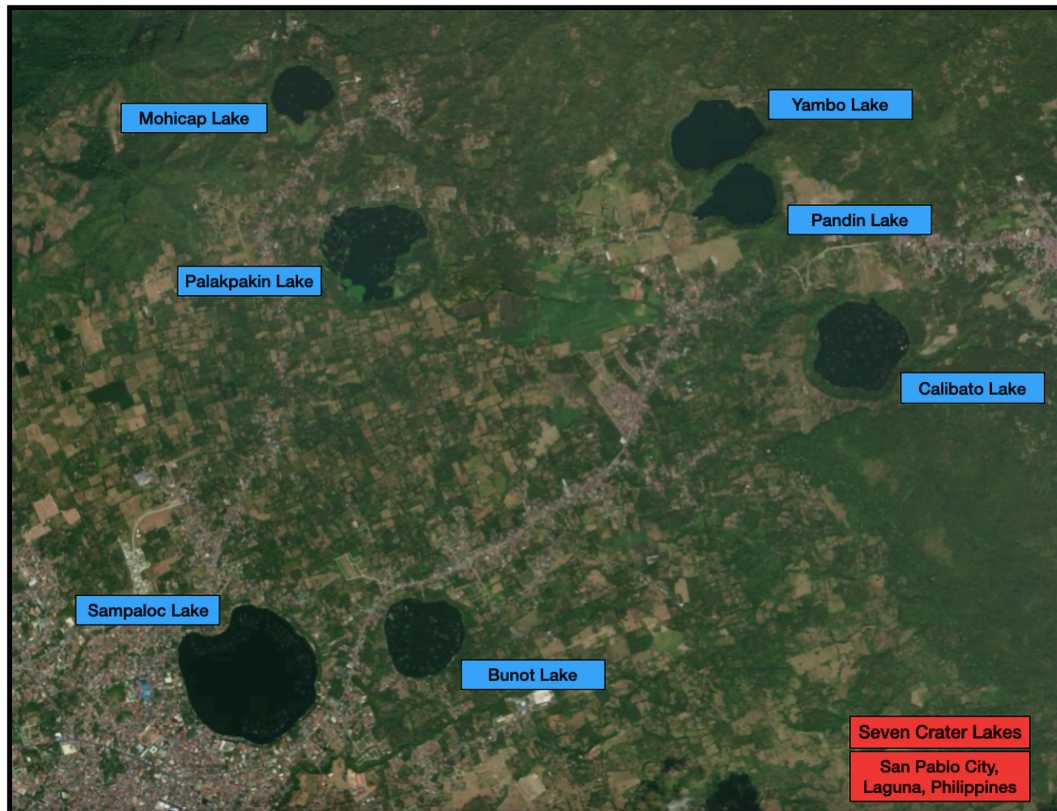 Mohicap Lake
Yambo Lake
Pandin Lake
Palakpakin Lake
Calibato Lake
Sampaloc Lake
Bunot Lake
Seven Crater Lakes
San Pablo City,
Laguna, Philippines